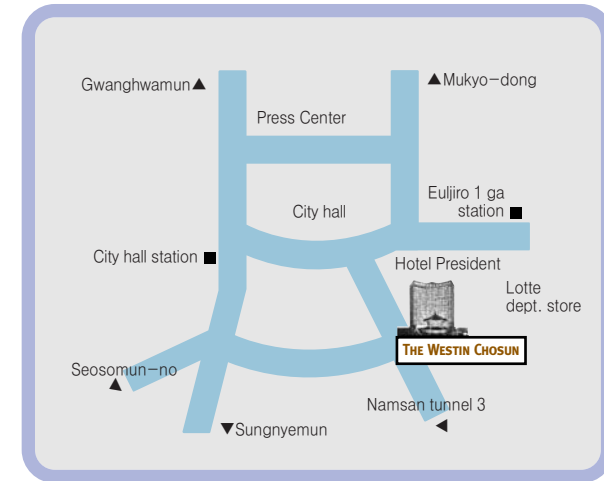 Gwanghwamun▲
▲Mukyo-dong
Press Center
Euljiro 1 ga
station ■
City hall
City hall station ■
Hotel President
Lotte
dept. store
THE WESTIN CHOSUN
Seosomun-no
▲
Namsan tunnel 3
◀
▼Sungnyemun